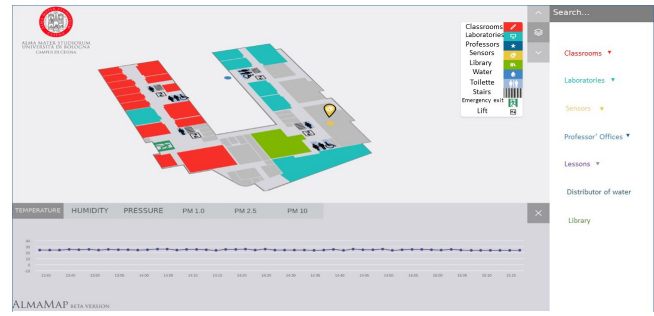 ALMA MATER STUDIORUM
UNIVERSITÀ DI BOLOGNA
CAMPUS DI CESENA
Classrooms
Laboratories
Professors
Sensors
Library
Water
Toilette
Stairs
Emergency exit
Lift
Search...
Classrooms
Laboratories
Sensors
Professor' Offices
Lessons
Distributor of water
Library
TEMPERATURE HUMIDITY PRESSURE PM 1.0 PM 2.5 PM 10
ALMAMAP BETA VERSION